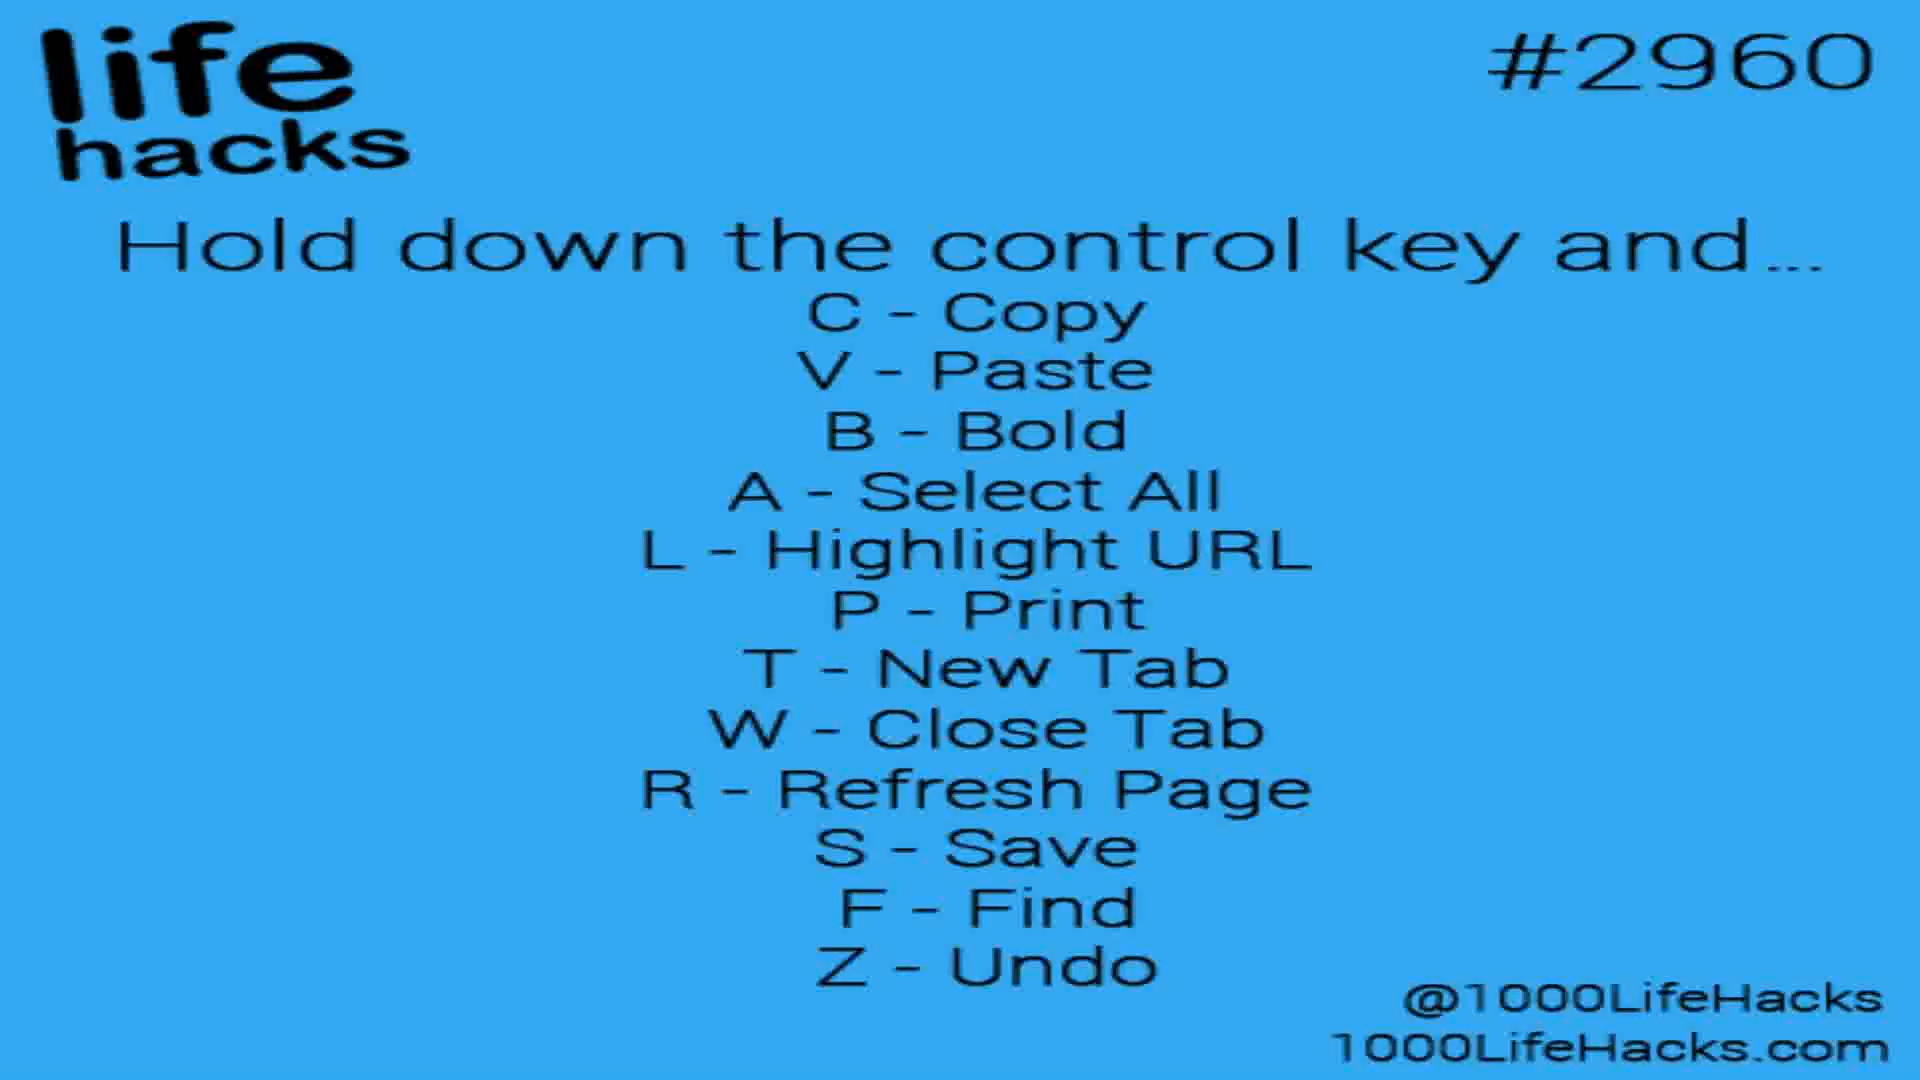 life
hacks
#2960
Hold down the control key and...
C - Copy
V - Paste
B - Bold
A - Select All
L - Highlight URL
P - Print
T - New Tab
W - Close Tab
R - Refresh Page
S - Save
F - Find
Z - Undo
@1000LifeHacks
1000LifeHacks.com